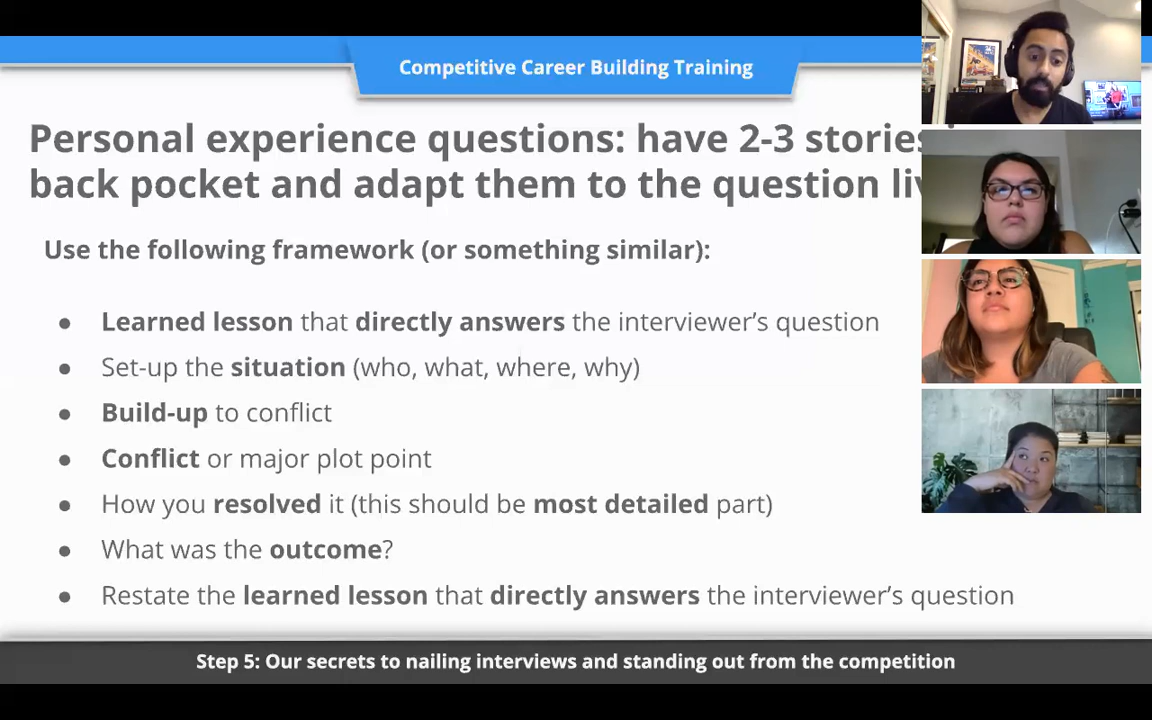 Competitive Career Building Training
Personal experience questions: have 2-3 stories
back pocket and adapt them to the question
Use the following framework (or something similar):
● Learned lesson that directly answers the interviewer’s question
● Set-up the situation (who, what, where, why)
● Build-up to conflict
● Conflict or major plot point
● How you resolved it (this should be most detailed part)
● What was the outcome?
● Restate the learned lesson that directly answers the interviewer’s question
Step 5: Our secrets to nailing interviews and standing out from the competition